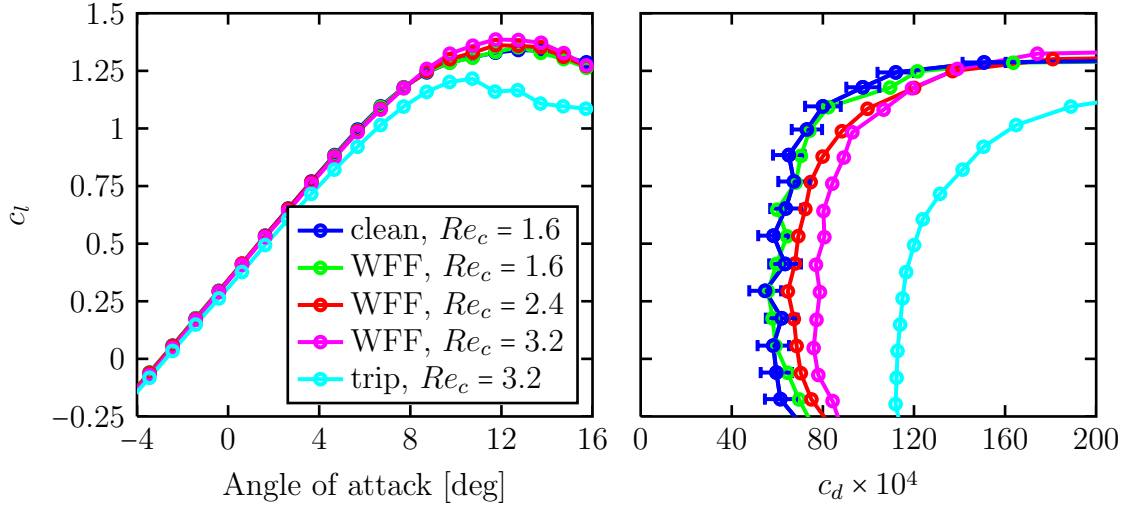 1.5
1.25
1
0.75
0.5
0.25
0
−0.25
c_l
−4
0
4
8
12
16
Angle of attack [deg]
clean, Re_c = 1.6
WFF, Re_c = 1.6
WFF, Re_c = 2.4
WFF, Re_c = 3.2
trip, Re_c = 3.2
0
40
80
120
160
200
c_d × 10^4